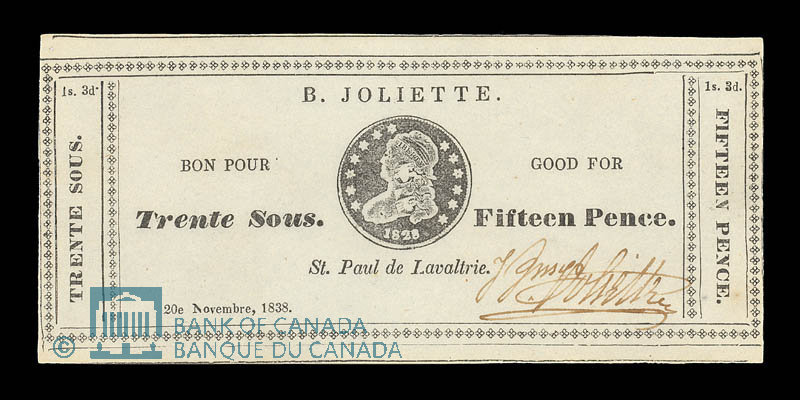 B. JOLIETTE.
1s. 3d.
TRENTE SOUS.
BON POUR
Trente Sous.
1825
GOOD FOR
Fifteen Pence.
1s. 3d.
FIFTEEN PENCE.
St. Paul de Lavaltrie.
20e Novembre, 1838.
© BANK OF CANADA
BANQUE DU CANADA